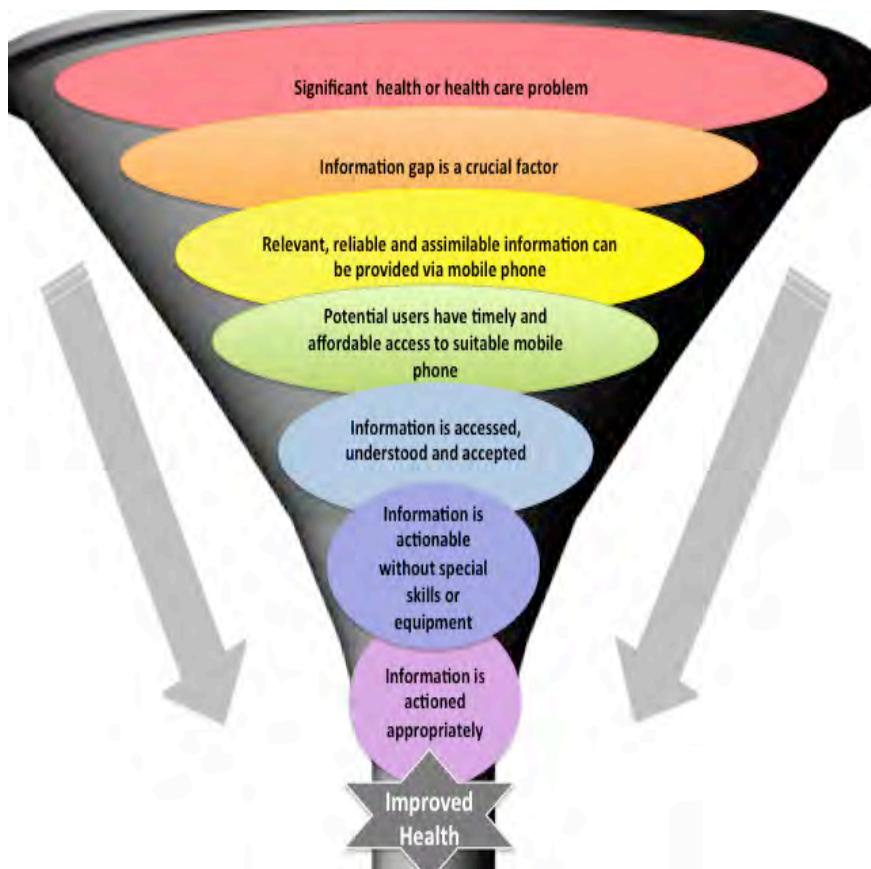 Significant health or health care problem
Information gap is a crucial factor
Relevant, reliable and assimilable information can
be provided via mobile phone
Potential users have timely and
affordable access to suitable mobile
phone
Information is accessed,
understood and accepted
Information is
actionable
without special
skills or
equipment
Information is
actioned
appropriately
Improved
Health